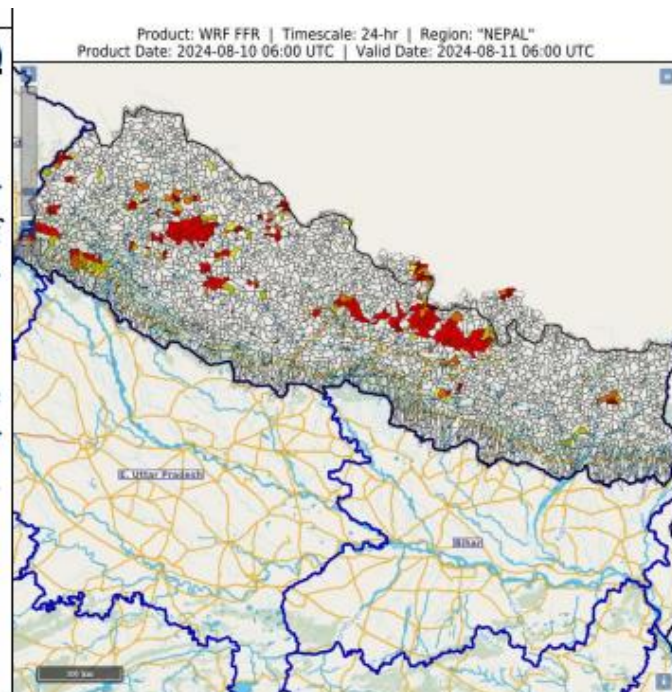 Product: WRF FFR | Timescale: 24-hr | Region: "NEPAL"
Product Date: 2024-08-10 06:00 UTC | Valid Date: 2024-08-11 06:00 UTC
E. Uttar Pradesh
Bihar